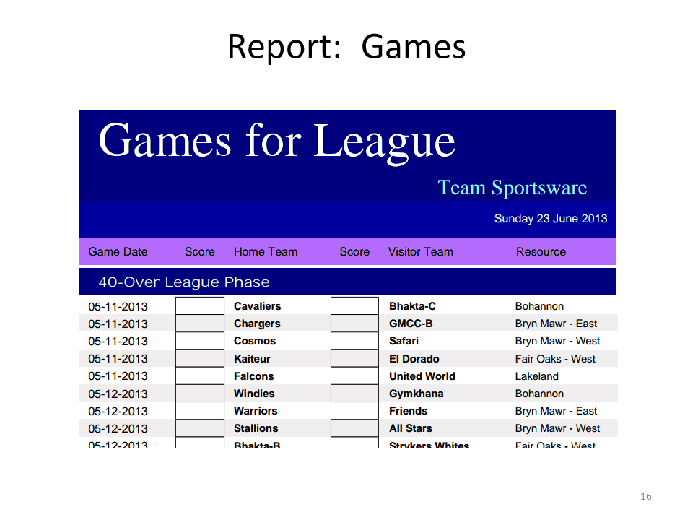 Report:  Games
Games for League
Team Sportsware
Sunday 23 June 2013
Game Date Score Home Team Score Visitor Team Resource
40-Over League Phase
05-11-2013 Cavaliers Bhakta-C Bohannon
05-11-2013 Chargers GMCC-B Bryn Mawr - East
05-11-2013 Cosmos Safari Bryn Mawr - West
05-11-2013 Kaiteur El Dorado Fair Oaks - West
05-11-2013 Falcons United World Lakeland
05-12-2013 Windies Gymkhana Bohannon
05-12-2013 Warriors Friends Bryn Mawr - East
05-12-2013 Stallions All Stars Bryn Mawr - West
05-12-2013 Bhakta-B Strykers Whites Fair Oaks - West
16